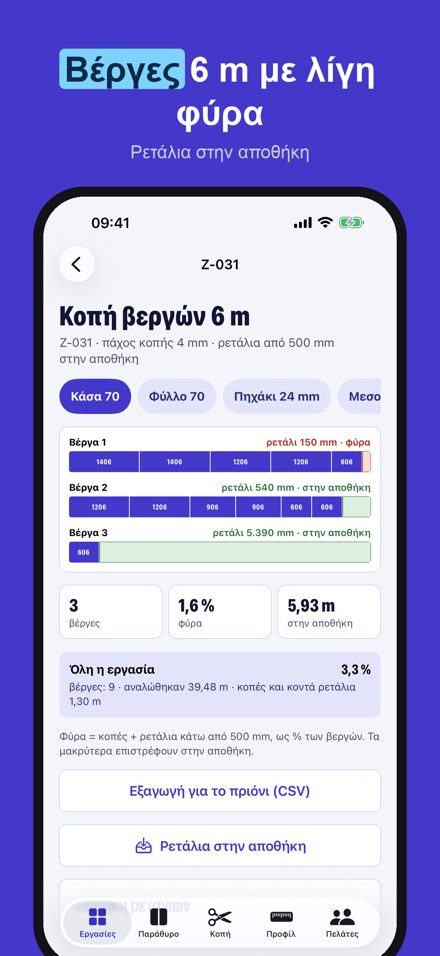 Βέργες 6 m με λίγη
φύρα
Ρετάλια στην αποθήκη
09:41
Z-031
Κοπή βεργών 6 m
Z-031 · πάχος κοπής 4 mm · ρετάλια από 500 mm
στην αποθήκη
Κάσα 70 Φύλλο 70 Πηχάκι 24 mm Μεσο
Βέργα 1 ρετάλι 150 mm · φύρα
1406 1406 1206 1206 606
Βέργα 2 ρετάλι 540 mm · στην αποθήκη
1206 1206 906 906 606 606
Βέργα 3 ρετάλι 5.390 mm · στην αποθήκη
606
3 1,6 % 5,93 m
βέργες φύρα στην αποθήκη
Όλη η εργασία 3,3 %
βέργες: 9 · αναλώθηκαν 39,48 m · κοπές και κοντά ρετάλια
1,30 m
Φύρα = κοπές + ρετάλια κάτω από 500 mm, ως % των βεργών. Τα
μακρύτερα επιστρέφουν στην αποθήκη.
Εξαγωγή για το πριόνι (CSV)
Ρετάλια στην αποθήκη
Εργασίες Παράθυρο Κοπή Προφίλ Πελάτες